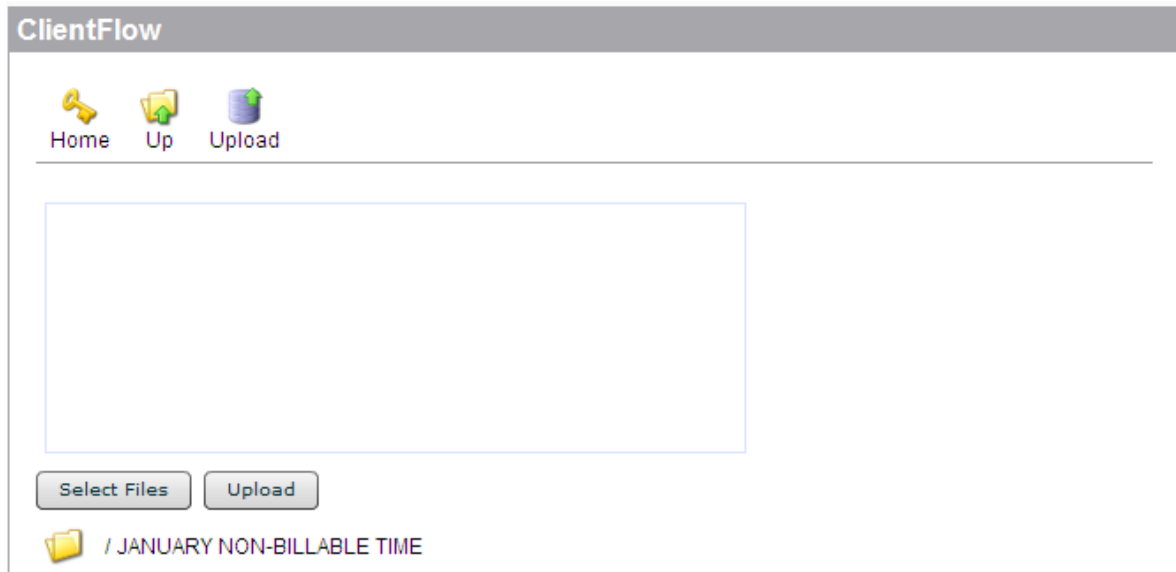 ClientFlow
Home Up Upload
Select Files Upload
/ JANUARY NON-BILLABLE TIME